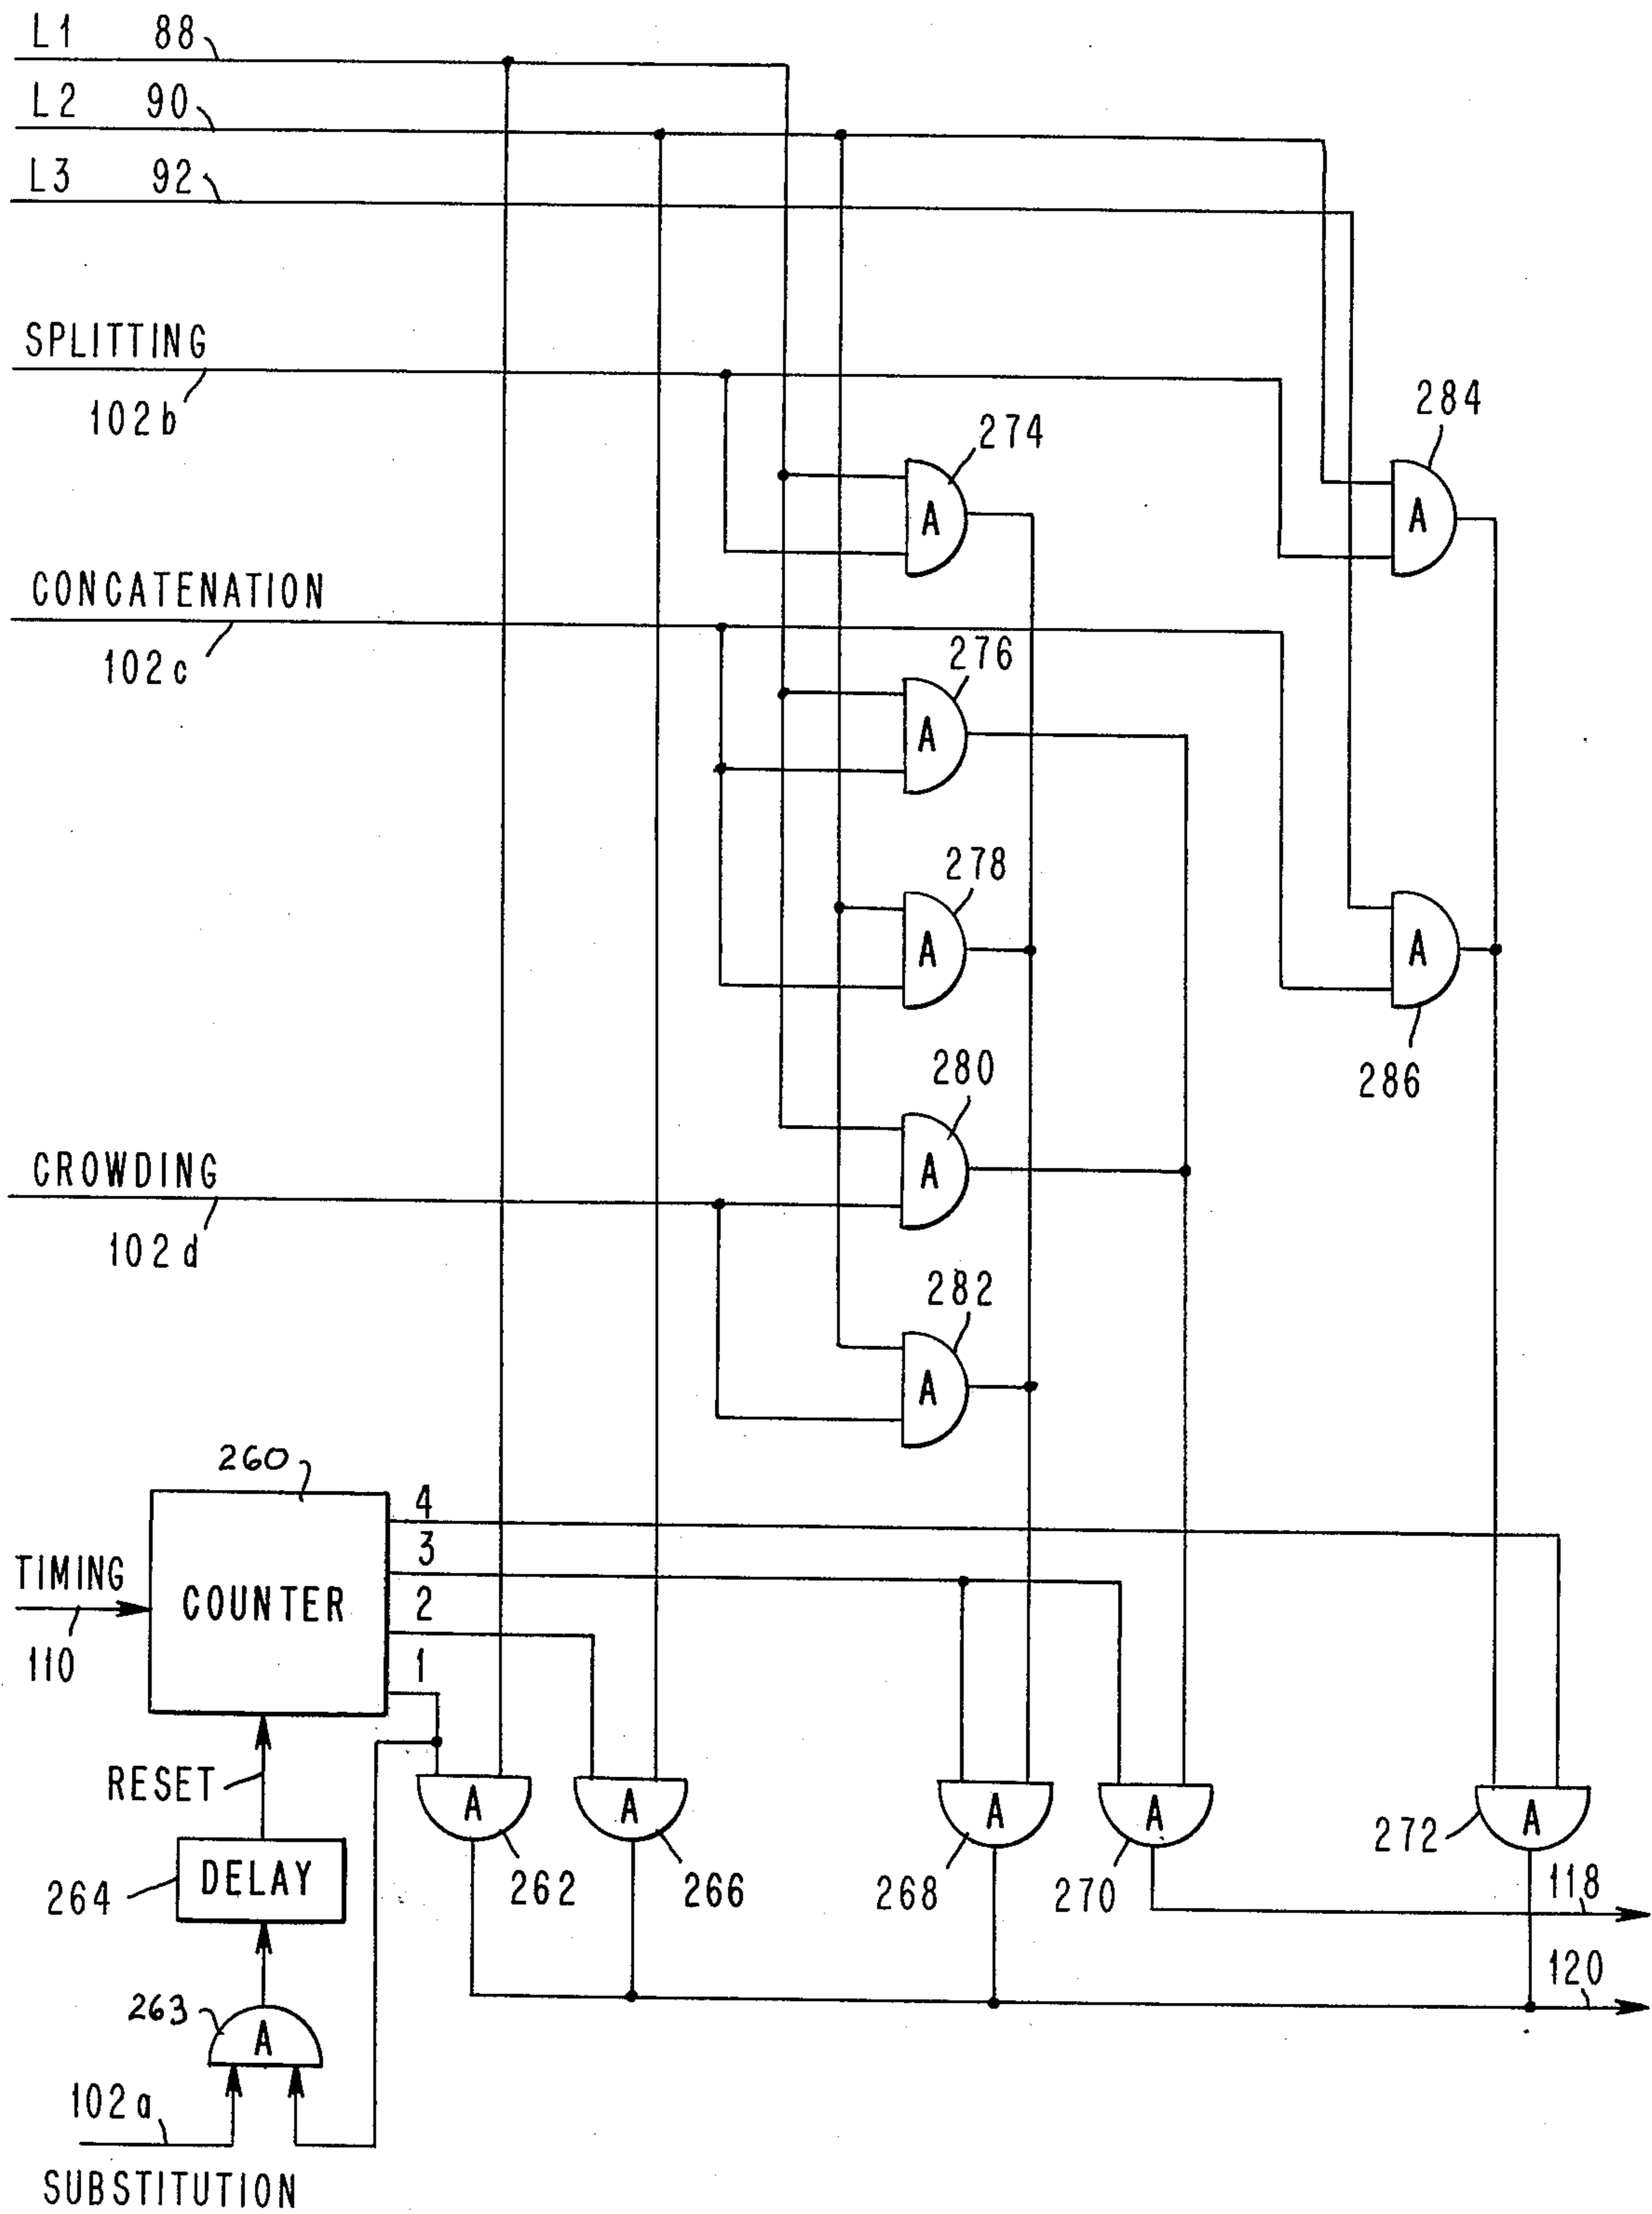 L1 88
L2 90
L3 92
SPLITTING
102b
284
274
A
A
CONCATENATION
102c
276
A
278
A
A
280
286
CROWDING
A
102d
282
A
260
4
3
TIMING
COUNTER
2
110
1
RESET
A
A
A
A
A
272
264
DELAY
262
266
268
270
118
120
263
A
102a
SUBSTITUTION